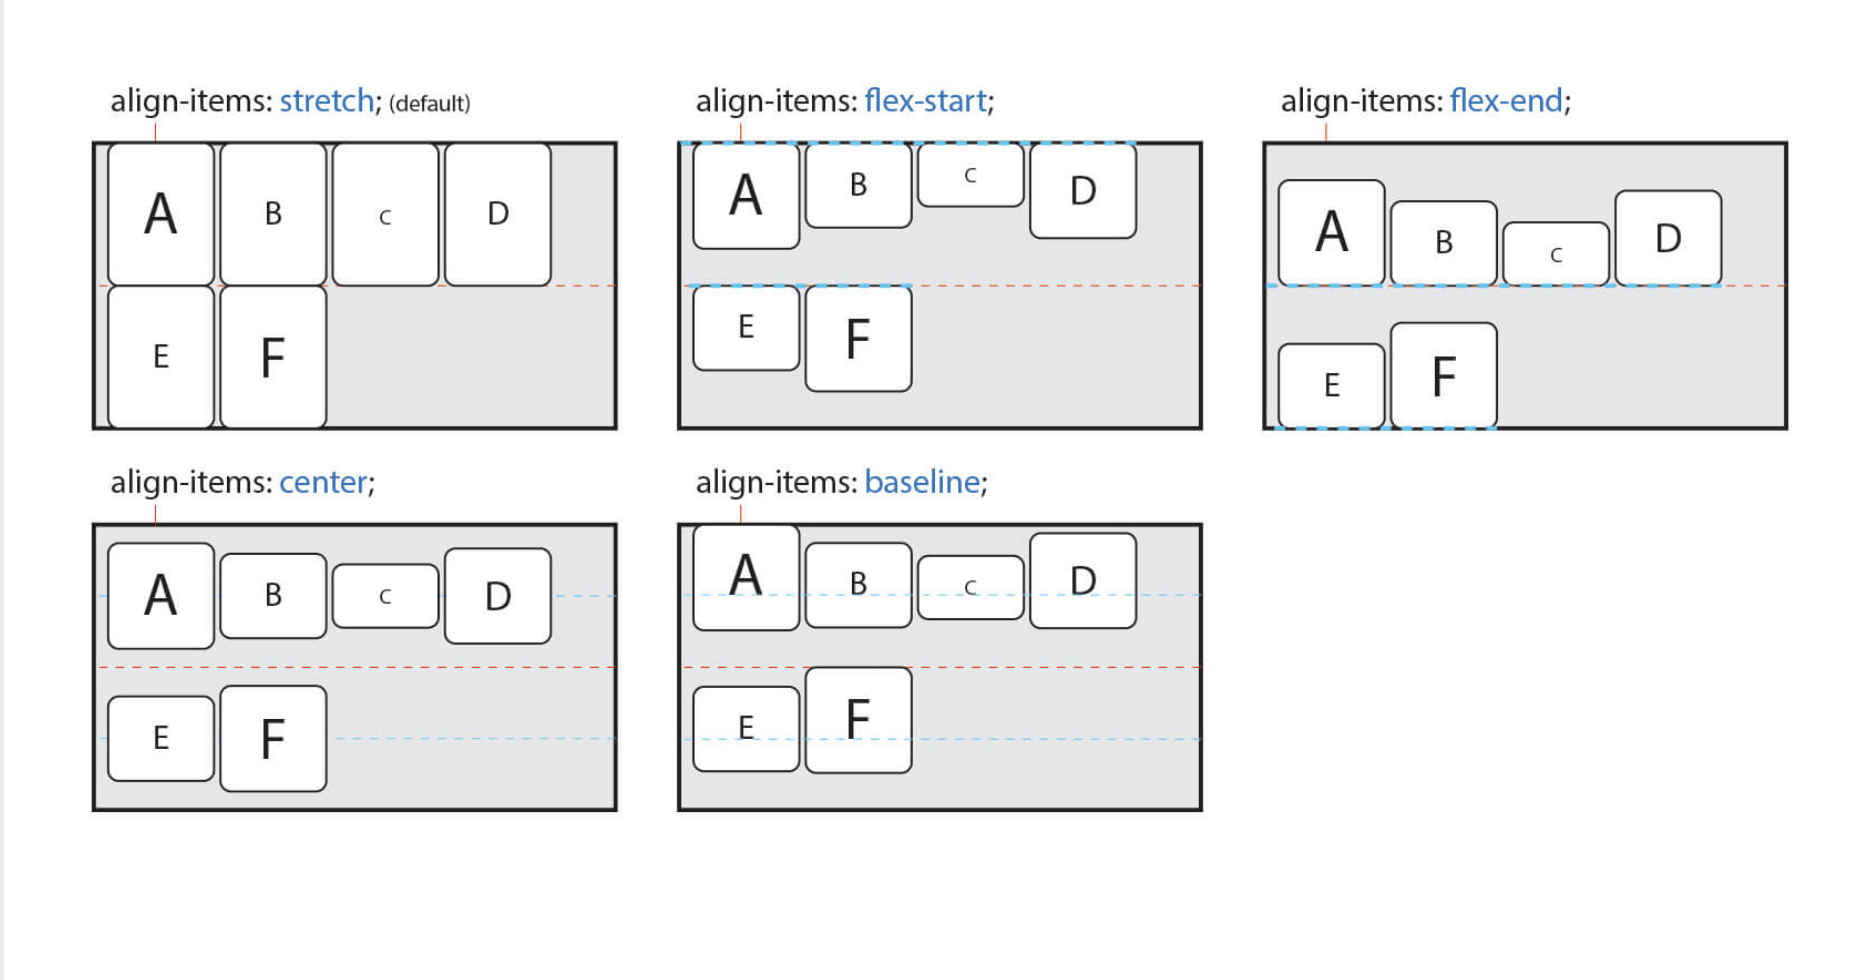 align-items: stretch; (default)
A B C D
E F
align-items: flex-start;
A B C D
E F
align-items: flex-end;
A B C D
E F
align-items: center;
A B C D
E F
align-items: baseline;
A B C D
E F